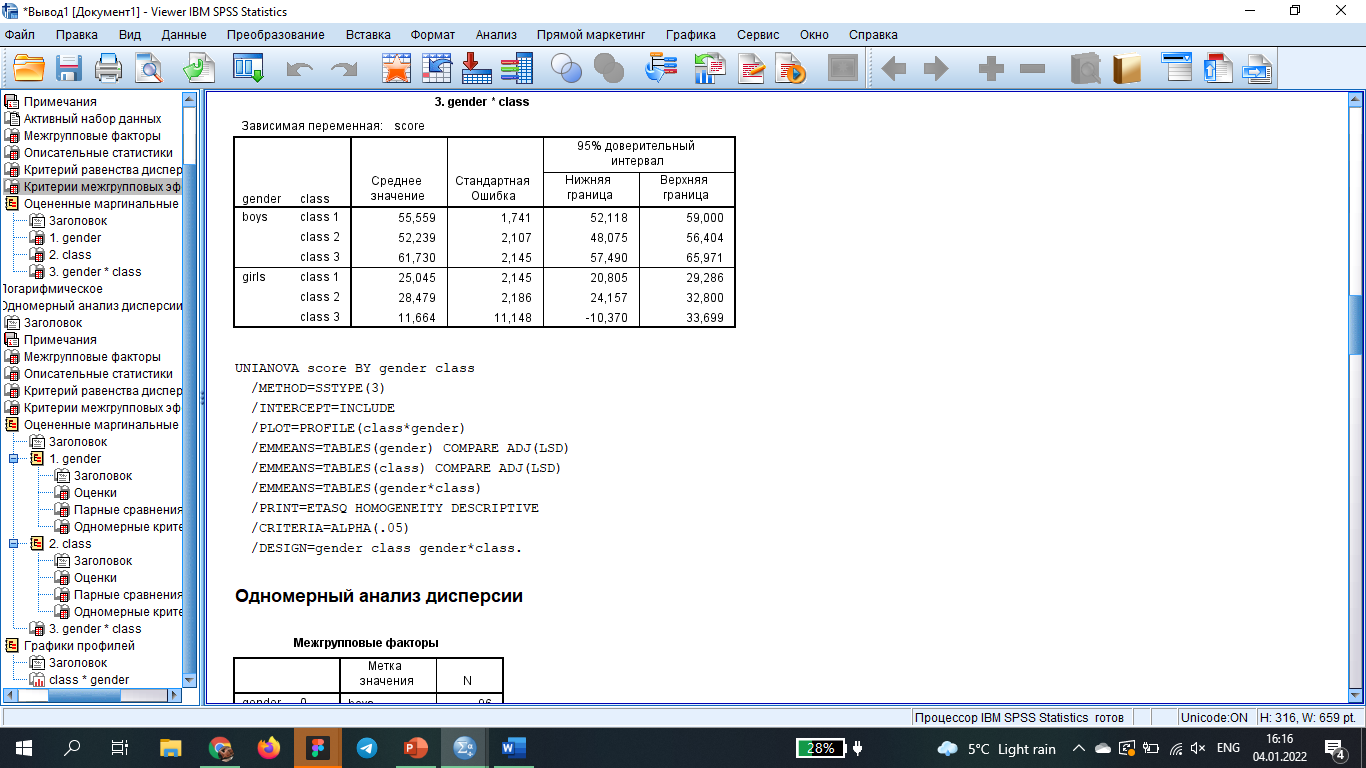 *Вывод1 [Документ1] - Viewer IBM SPSS Statistics
Файл Правка Вид Данные Преобразование Вставка Формат Анализ Прямой маркетинг Графика Сервис Окно Справка
Примечания
Активный набор данных
Межгрупповые факторы
Описательные статистики
Критерий равенства диспер
Критерии межгрупповых эф
Оцененные маргинальные
Заголовок
1. gender
2. class
3. gender * class
Логарифмическое
Одномерный анализ дисперсии
Заголовок
Примечания
Межгрупповые факторы
Описательные статистики
Критерий равенства диспер
Критерии межгрупповых эф
Оцененные маргинальные
Заголовок
1. gender
Заголовок
Оценки
Парные сравнения
Одномерные крите
2. class
Заголовок
Оценки
Парные сравнения
Одномерные крите
3. gender * class
Графики профилей
Заголовок
class * gender
3. gender * class
Зависимая переменная: score
95% доверительный
интервал
Среднее Стандартная Нижняя Верхняя
gender class значение Ошибка граница граница
boys class 1 55,559 1,741 52,118 59,000
class 2 52,239 2,107 48,075 56,404
class 3 61,730 2,145 57,490 65,971
girls class 1 25,045 2,145 20,805 29,286
class 2 28,479 2,186 24,157 32,800
class 3 11,664 11,148 -10,370 33,699
UNIANOVA score BY gender class
/METHOD=SSTYPE(3)
/INTERCEPT=INCLUDE
/PLOT=PROFILE(class*gender)
/EMMEANS=TABLES(gender) COMPARE ADJ(LSD)
/EMMEANS=TABLES(class) COMPARE ADJ(LSD)
/EMMEANS=TABLES(gender*class)
/PRINT=ETASQ HOMOGENEITY DESCRIPTIVE
/CRITERIA=ALPHA(.05)
/DESIGN=gender class gender*class.
Одномерный анализ дисперсии
Межгрупповые факторы
Метка
значения N
gender 0 boys 96
Процессор IBM SPSS Statistics готов Unicode:ON H: 316, W: 659 pt.
28% 5°C Light rain ENG 16:16
04.01.2022 4